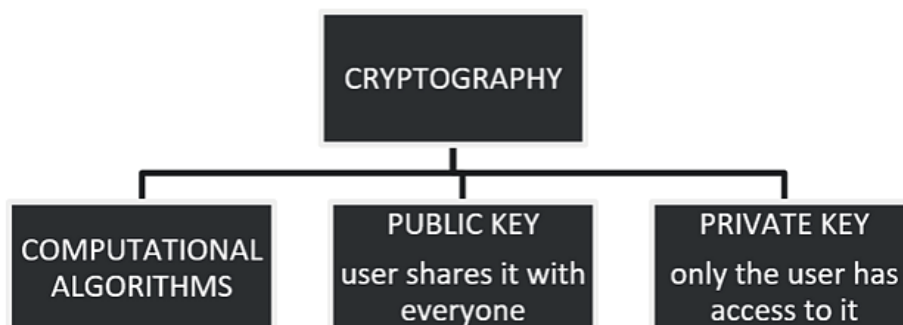 CRYPTOGRAPHY
COMPUTATIONAL
ALGORITHMS
PUBLIC KEY
user shares it with
everyone
PRIVATE KEY
only the user has
access to it